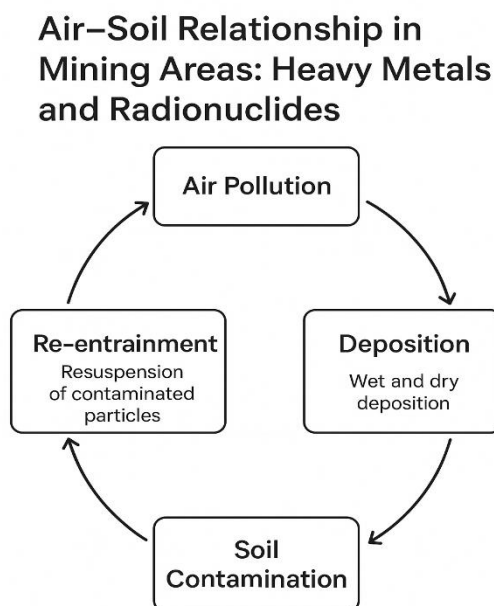 Air–Soil Relationship in
Mining Areas: Heavy Metals
and Radionuclides
Air Pollution
Re-entrainment
Resuspension
of contaminated
particles
Deposition
Wet and dry
deposition
Soil
Contamination